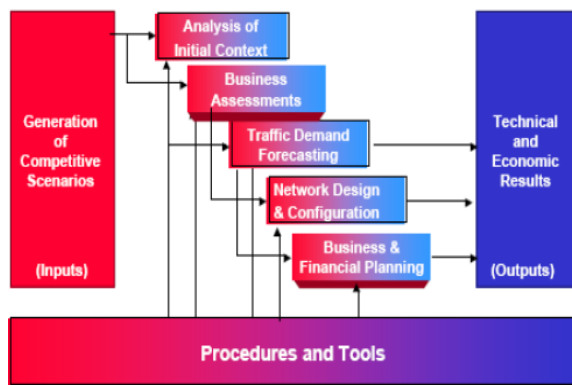 Analysis of
Initial Context
Business
Assessments
Generation
of
Competitive
Scenarios
(Inputs)
Traffic Demand
Forecasting
Network Design
& Configuration
Business &
Financial Planning
Technical
and
Economic
Results
(Outputs)
Procedures and Tools